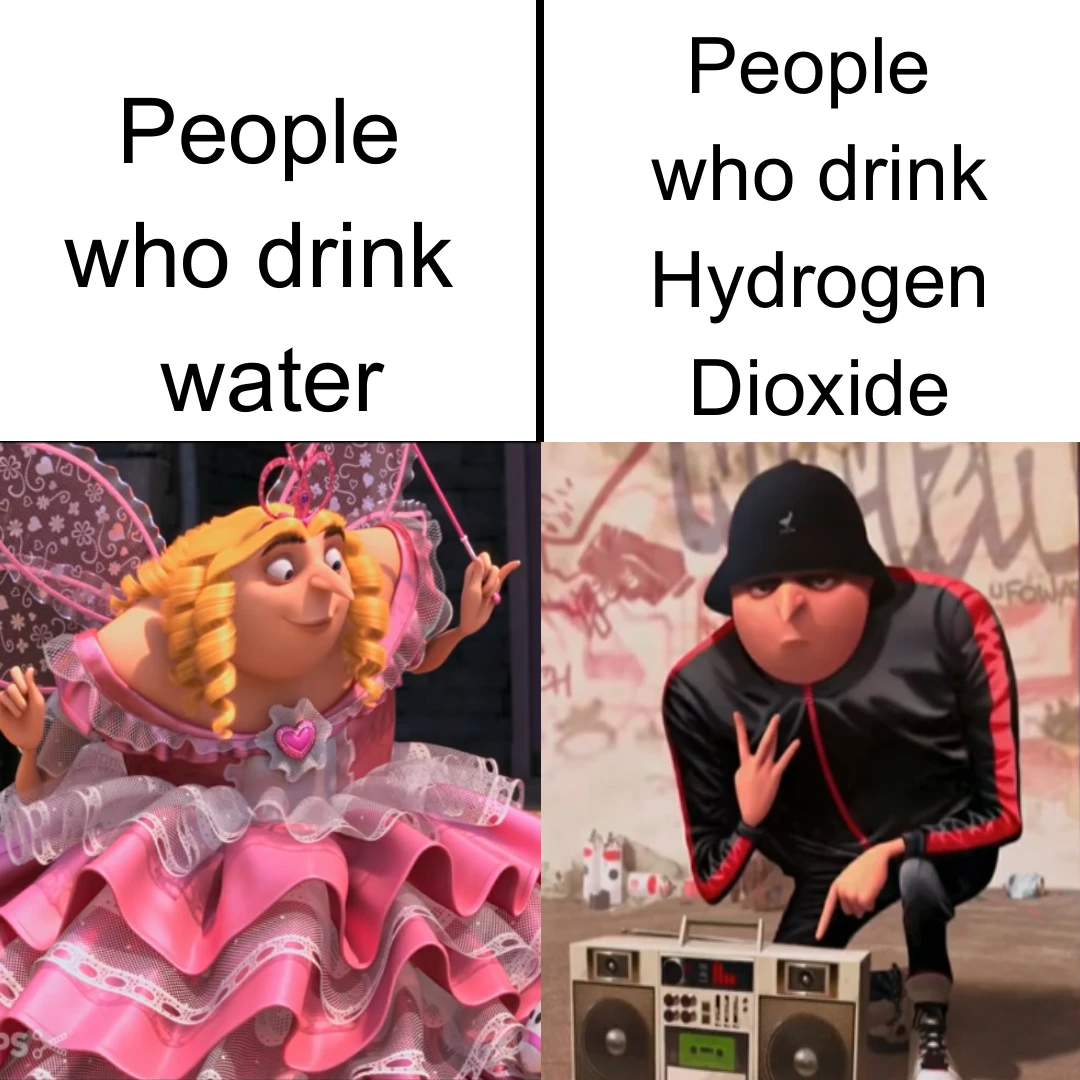 People
who drink
water
People
who drink
Hydrogen
Dioxide